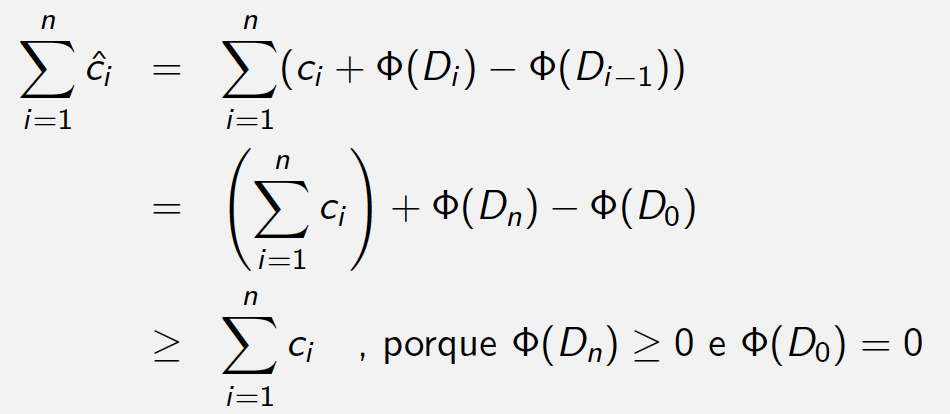 ∑_{i=1}^{n} ĉ_i = ∑_{i=1}^{n} (c_i + Φ(D_i) − Φ(D_{i−1}))
= (∑_{i=1}^{n} c_i) + Φ(D_n) − Φ(D_0)
≥ ∑_{i=1}^{n} c_i , porque Φ(D_n) ≥ 0 e Φ(D_0) = 0